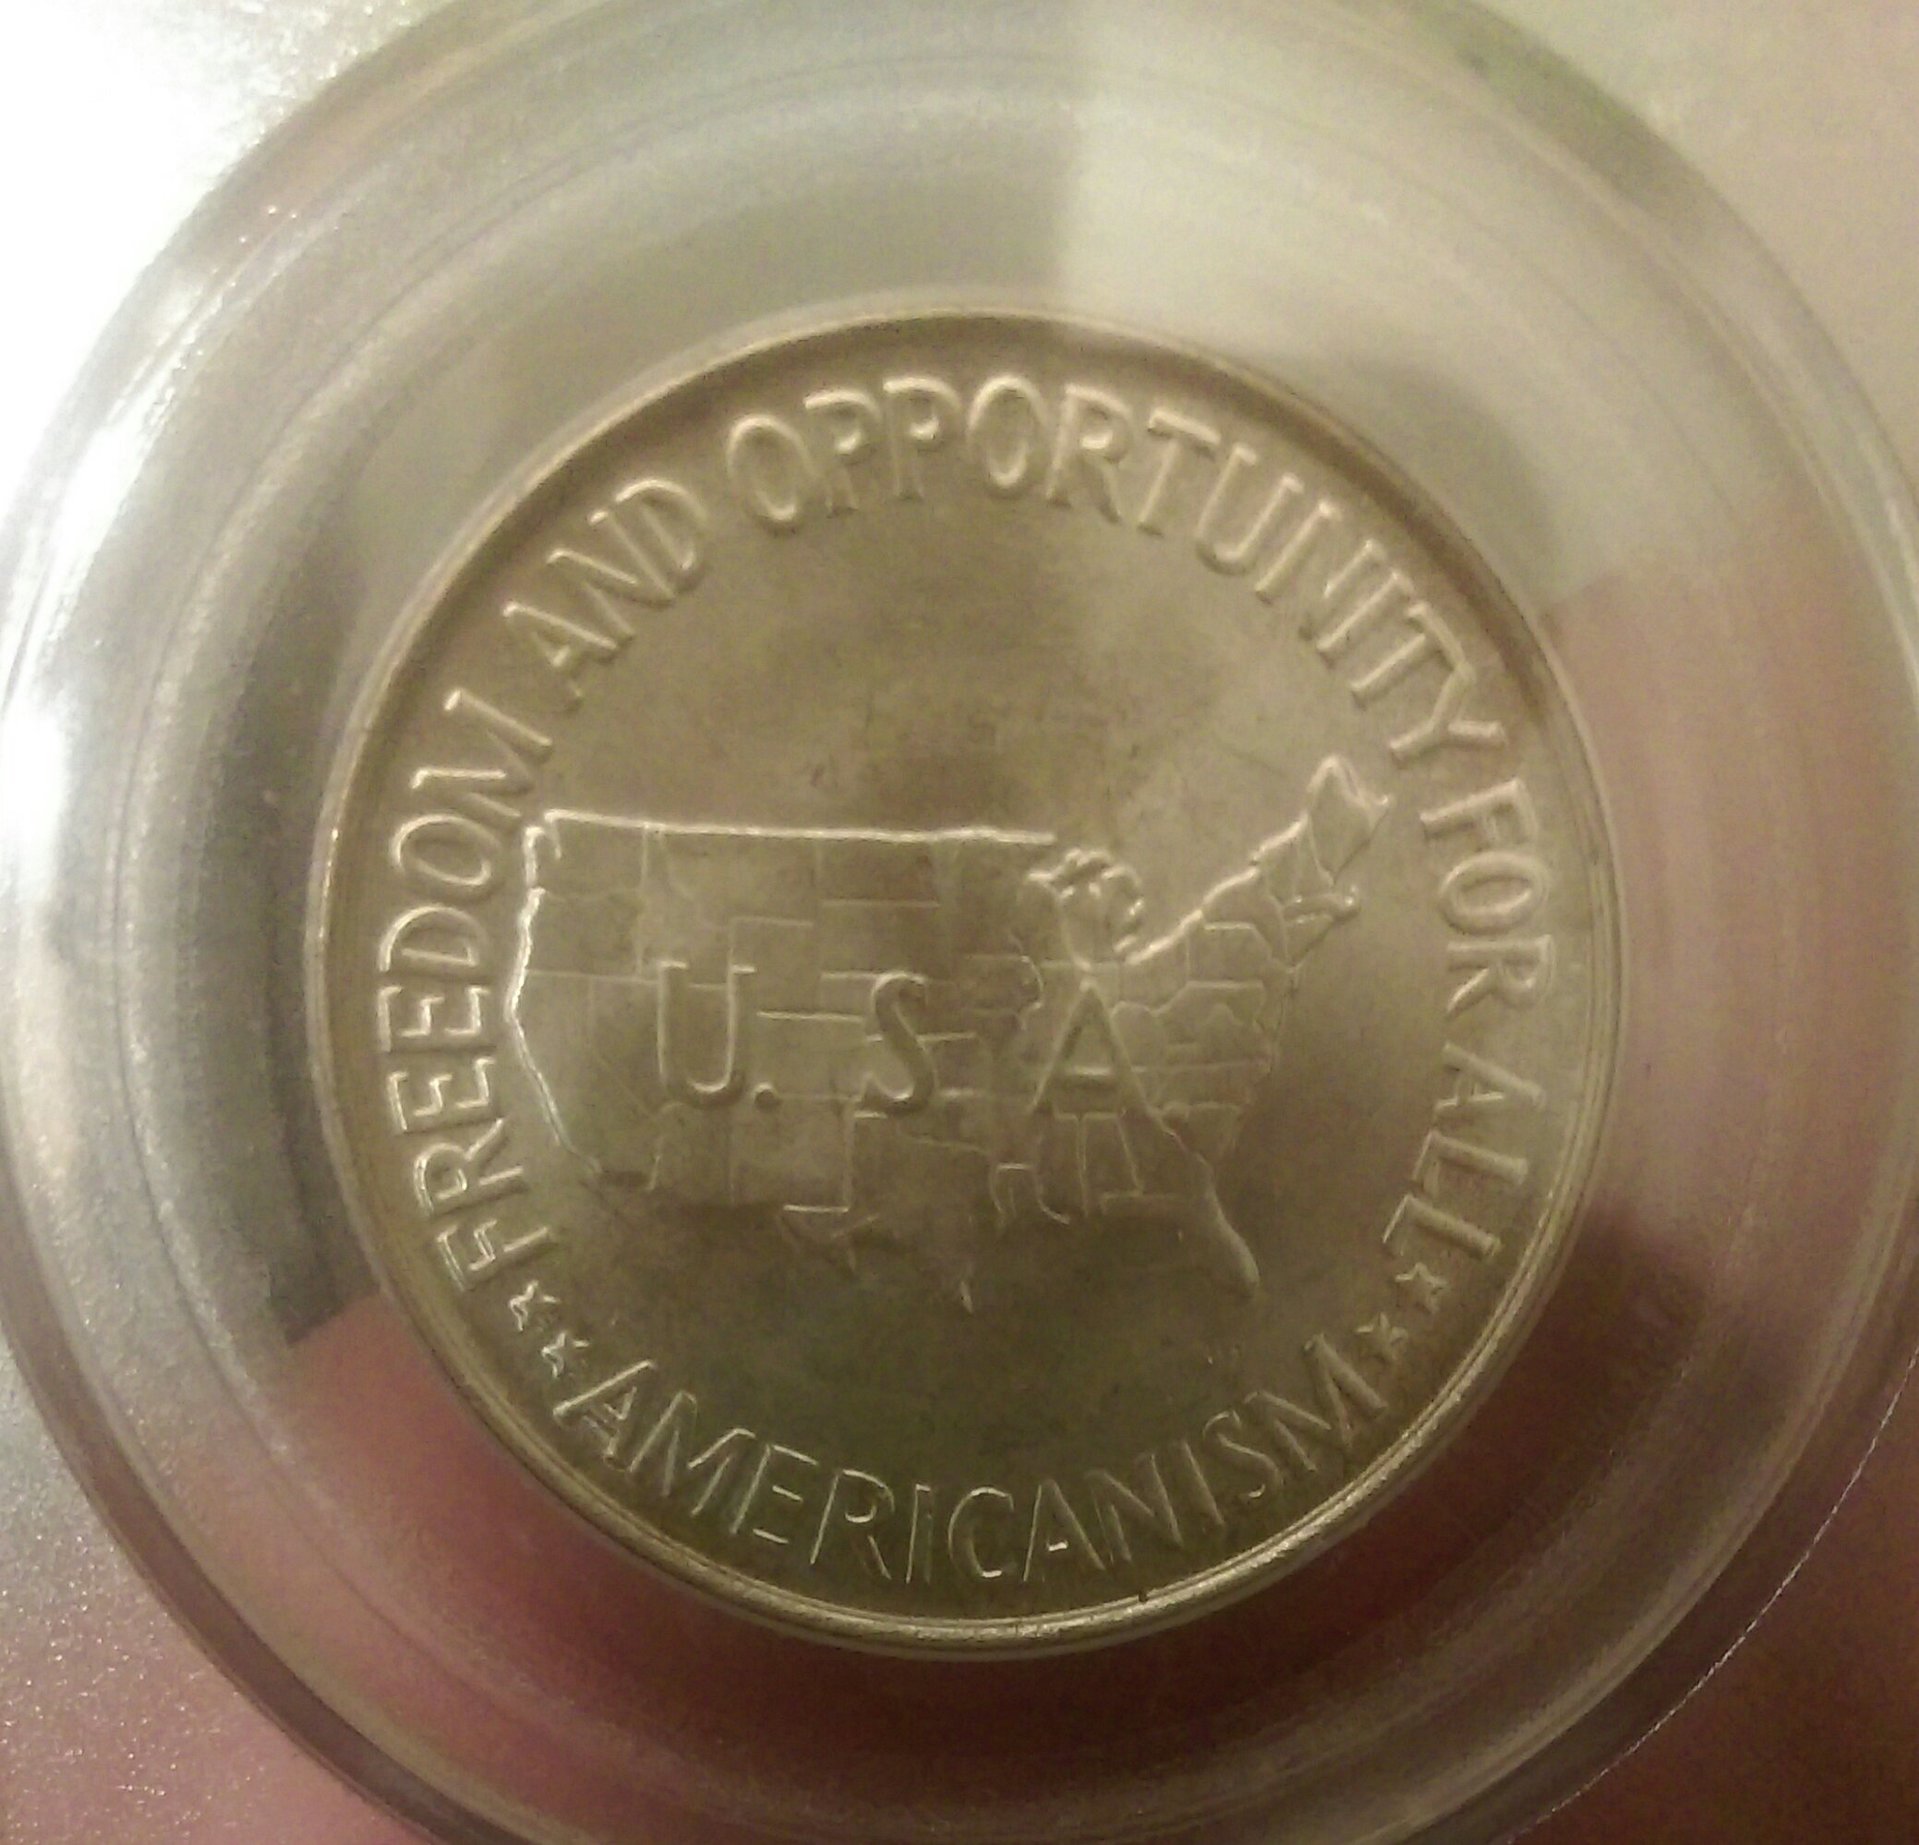 FREEDOM AND OPPORTUNITY FOR ALL
U.S.A
AMERICANISM